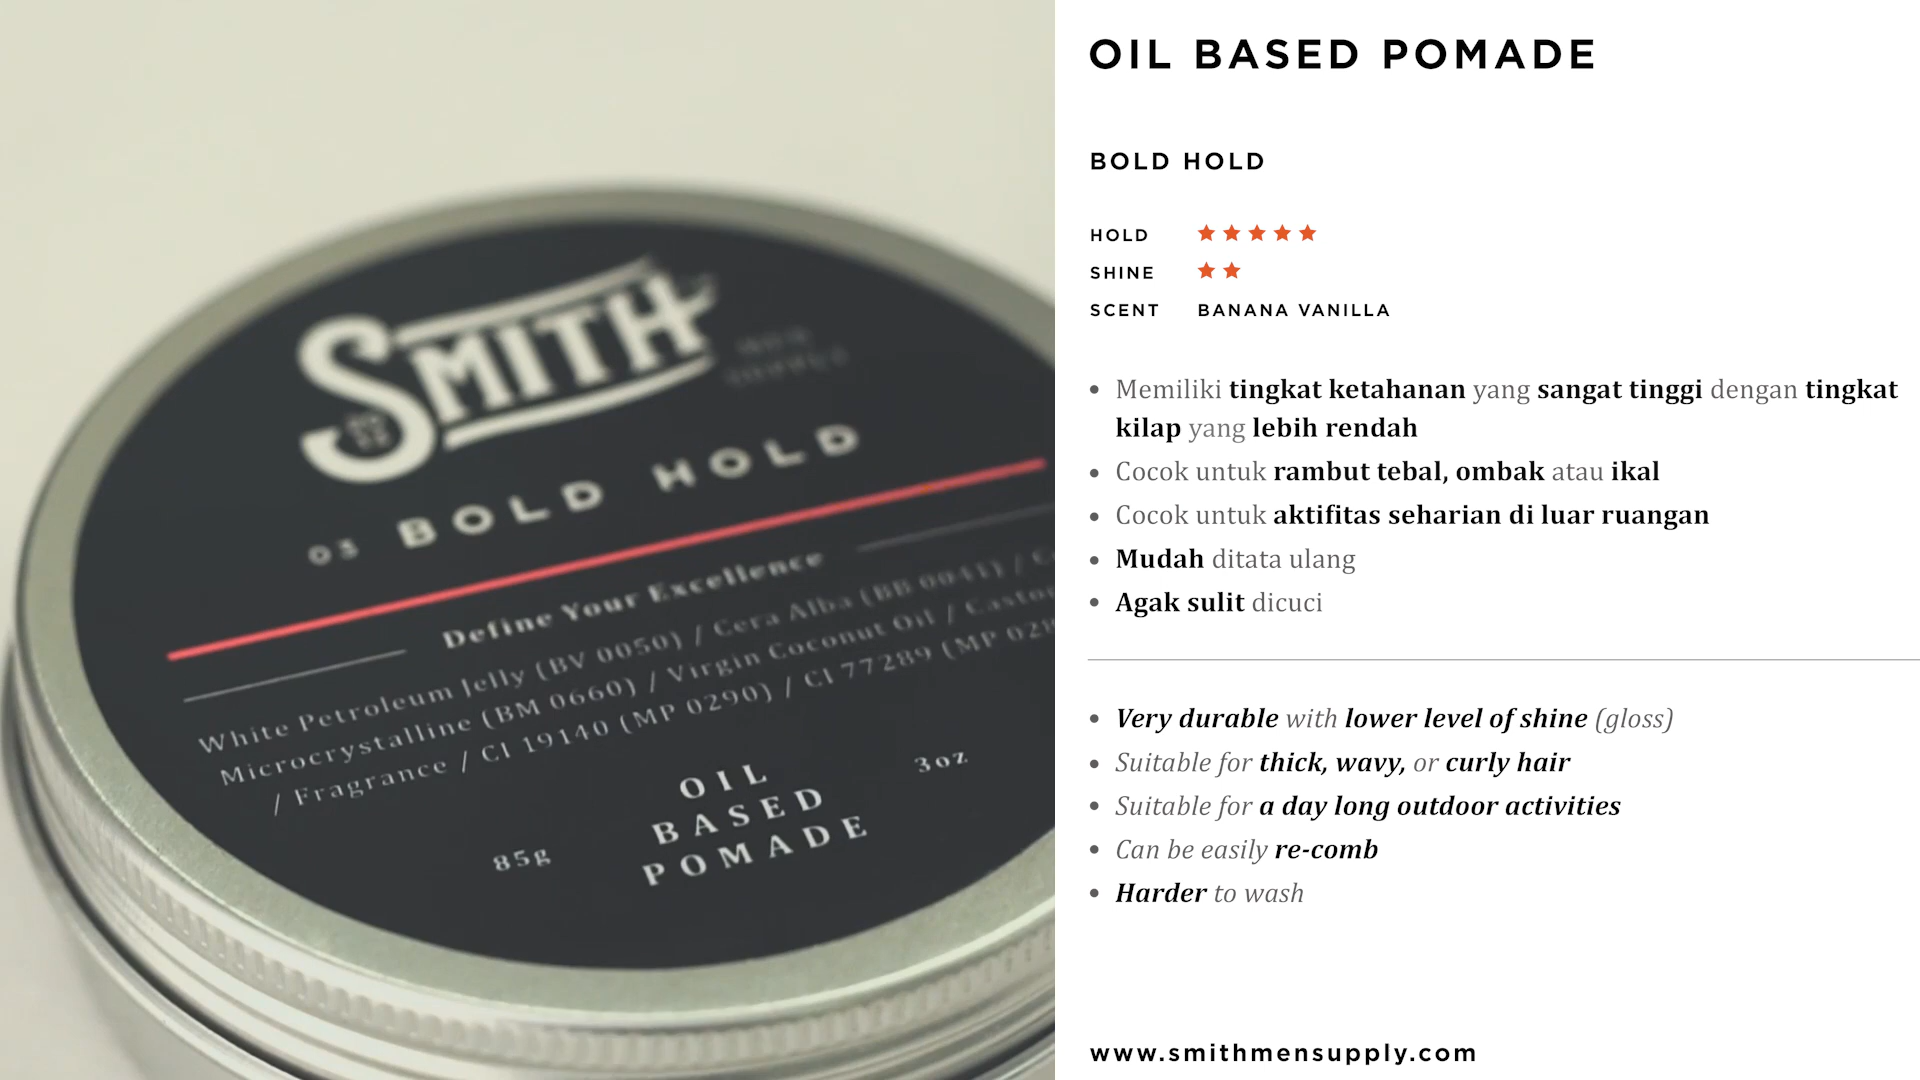 SMITH
03 BOLD HOLD
Define Your Excellence
White Petroleum Jelly (BV 0050) / Cera Alba (BB 0041) /
Microcrystalline (BM 0660) / Virgin Coconut Oil / Castor
/ Fragrance / CI 19140 (MP 0290) / CI 77289 (MP
OIL
BASED
POMADE
85g
3oz
OIL BASED POMADE
BOLD HOLD
HOLD ★★★★★
SHINE ★★
SCENT BANANA VANILLA
• Memiliki tingkat ketahanan yang sangat tinggi dengan tingkat
kilap yang lebih rendah
• Cocok untuk rambut tebal, ombak atau ikal
• Cocok untuk aktifitas seharian di luar ruangan
• Mudah ditata ulang
• Agak sulit dicuci
• Very durable with lower level of shine (gloss)
• Suitable for thick, wavy, or curly hair
• Suitable for a day long outdoor activities
• Can be easily re-comb
• Harder to wash
www.smithmensupply.com